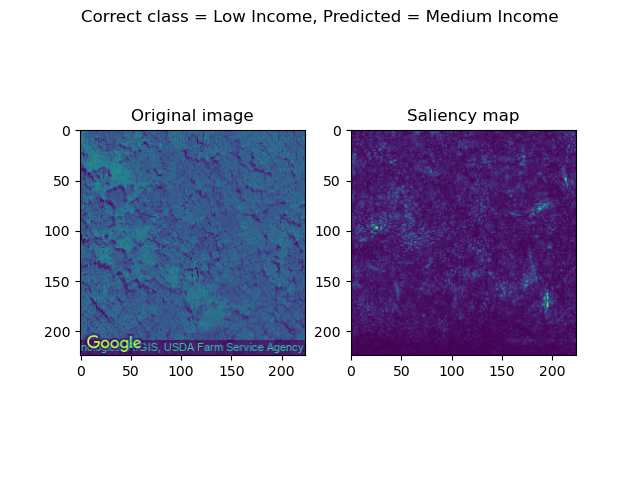 Correct class = Low Income, Predicted = Medium Income
Original image
Saliency map
0
50
100
150
200
0
50
100
150
200
Google
GIS, USDA Farm Service Agency
0 50 100 150 200
0 50 100 150 200